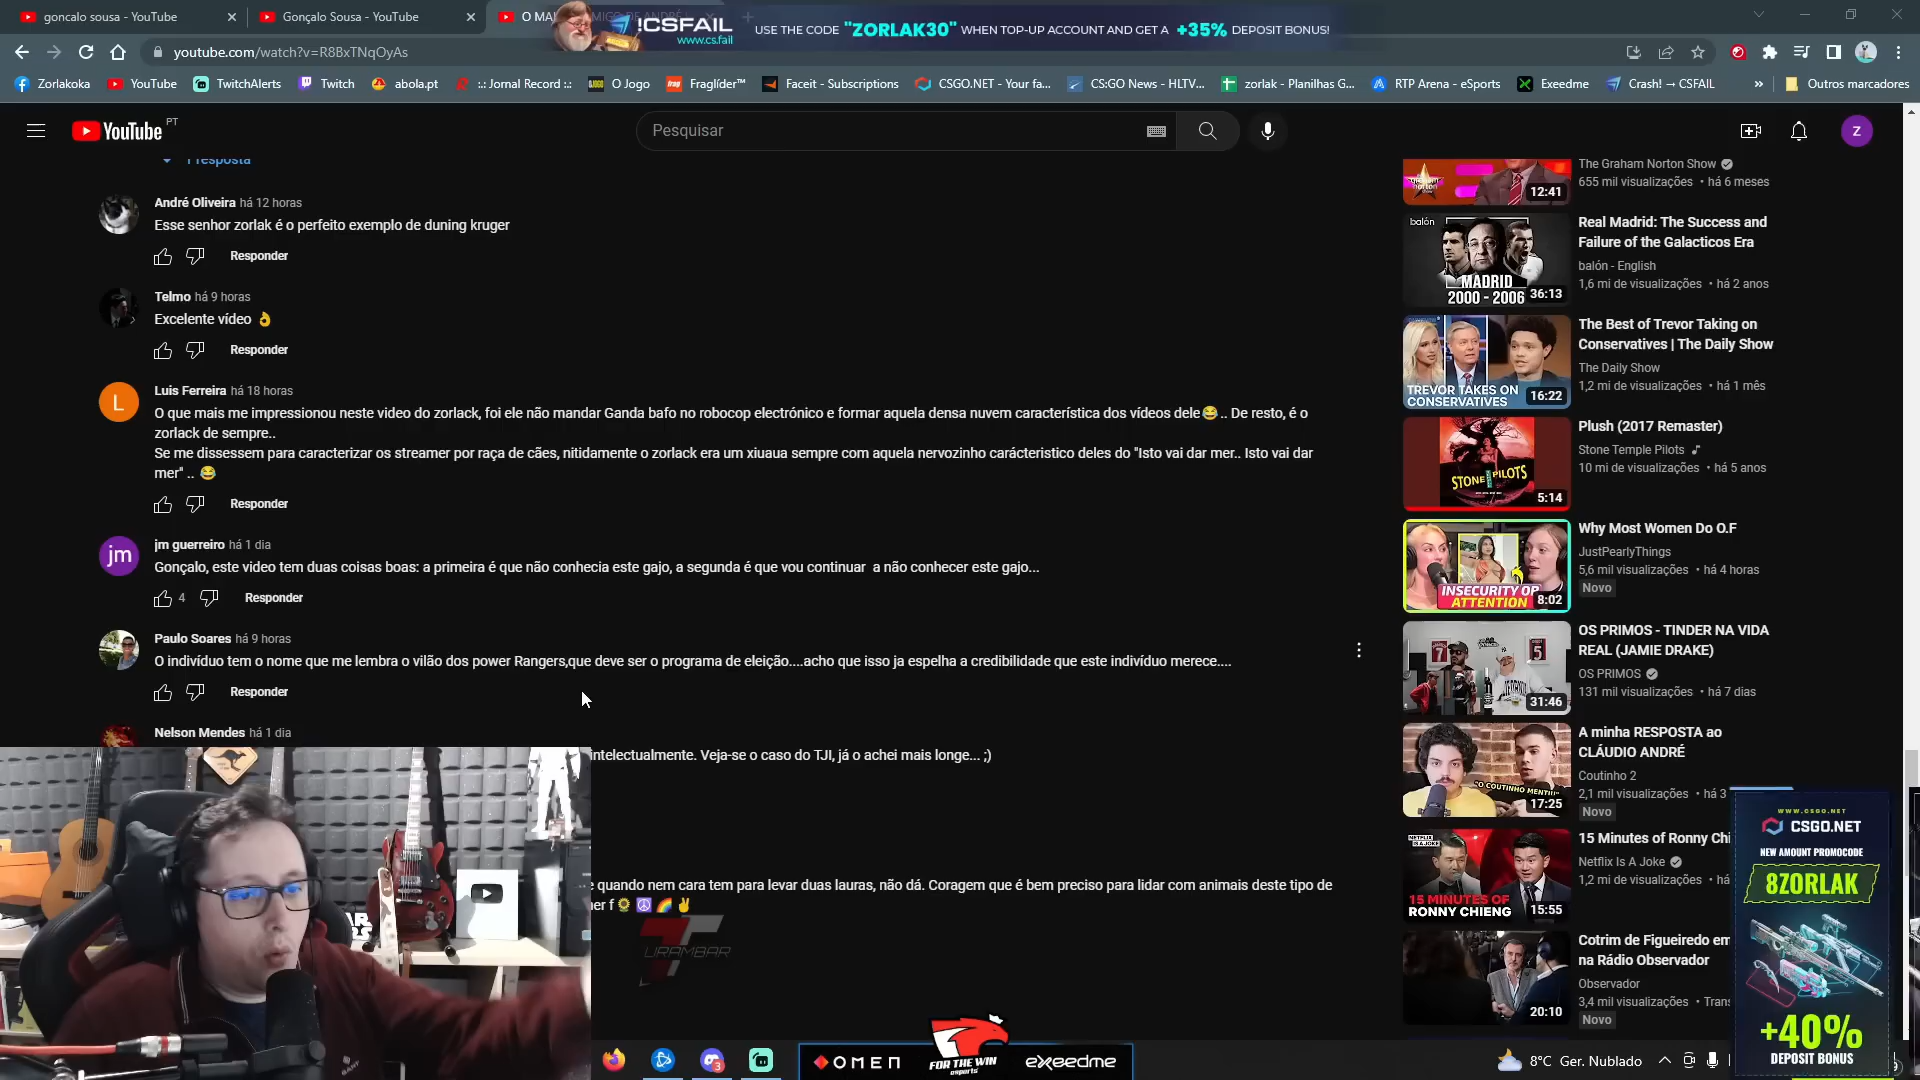 goncalo sousa - YouTube
Gonçalo Sousa - YouTube
!CSFAIL
www.cs.fail
USE THE CODE "ZORLAK30" WHEN TOP-UP ACCOUNT AND GET A +35% DEPOSIT BONUS!
youtube.com/watch?v=R8BxTNqOyAs
Zorlakoka
YouTube
TwitchAlerts
Twitch
abola.pt
::: Jornal Record :::
O Jogo
Fraglíder™
Faceit - Subscriptions
CSGO.NET - Your fa...
CS:GO News - HLTV...
zorlak - Planilhas G...
RTP Arena - eSports
Exeedme
Crash! → CSFAIL
»
Outros marcadores
YouTube PT
Pesquisar
Z
1 resposta
André Oliveira há 12 horas
Esse senhor zorlak é o perfeito exemplo de duning kruger
Responder
Telmo há 9 horas
Excelente vídeo 👌
Responder
L
Luis Ferreira há 18 horas
O que mais me impressionou neste video do zorlack, foi ele não mandar Ganda bafo no robocop electrónico e formar aquela densa nuvem característica dos vídeos dele😂.. De resto, é o
zorlack de sempre..
Se me dissessem para caracterizar os streamer por raça de cães, nitidamente o zorlack era um xiuaua sempre com aquela nervozinho carácteristico deles do "Isto vai dar mer.. Isto vai dar
mer" .. 😂
Responder
jm
jm guerreiro há 1 dia
Gonçalo, este video tem duas coisas boas: a primeira é que não conhecia este gajo, a segunda é que vou continuar  a não conhecer este gajo...
4
Responder
Paulo Soares há 9 horas
O indivíduo tem o nome que me lembra o vilão dos power Rangers,que deve ser o programa de eleição....acho que isso ja espelha a credibilidade que este indivíduo merece....
Responder
Nelson Mendes há 1 dia
intelectualmente. Veja-se o caso do TJI, já o achei mais longe... ;)
quando nem cara tem para levar duas lauras, não dá. Coragem que é bem preciso para lidar com animais deste tipo de
f🌻☮️🌈✌️
URAMBAR
The Graham Norton Show
655 mil visualizações • há 6 meses
12:41
balón
MADRID
2000 - 2006
36:13
Real Madrid: The Success and
Failure of the Galacticos Era
balón - English
1,6 mi de visualizações • há 2 anos
TREVOR TAKES ON
CONSERVATIVES
16:22
The Best of Trevor Taking on
Conservatives | The Daily Show
The Daily Show
1,2 mi de visualizações • há 1 mês
STONE PILOTS
5:14
Plush (2017 Remaster)
Stone Temple Pilots
10 mi de visualizações • há 5 anos
INSECURITY OR
ATTENTION
8:02
Why Most Women Do O.F
JustPearlyThings
5,6 mil visualizações • há 4 horas
Novo
7
5
31:46
OS PRIMOS - TINDER NA VIDA
REAL (JAMIE DRAKE)
OS PRIMOS
131 mil visualizações • há 7 dias
"O COUTINHO MENTIU"
17:25
A minha RESPOSTA ao
CLÁUDIO ANDRÉ
Coutinho 2
2,1 mil visualizações • há 3
Novo
NETFLIX
IS A JOKE
15 MINUTES OF
RONNY CHIENG
15:55
15 Minutes of Ronny Chi
Netflix Is A Joke
1,2 mi de visualizações • há
20:10
Cotrim de Figueiredo em
na Rádio Observador
Observador
3,4 mil visualizações • Trans
Novo
WWW.CSGO.NET
CSGO.NET
NEW AMOUNT PROMOCODE
8ZORLAK
+40%
DEPOSIT BONUS
3
OMEN
FOR THE WIN
esports
exeedme
8°C Ger. Nublado